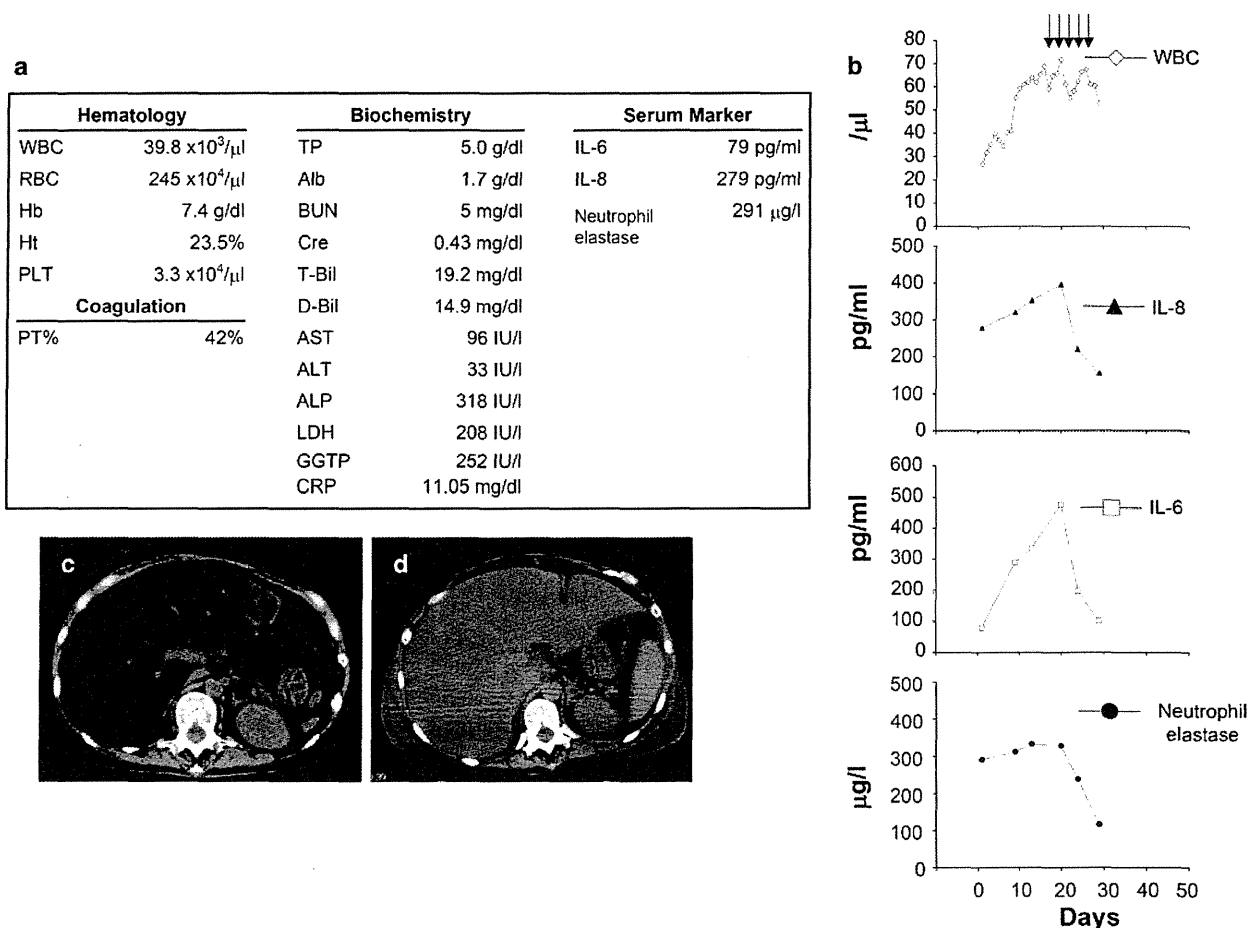 a
Hematology
WBC 39.8 x10³/μl
RBC 245 x10⁴/μl
Hb 7.4 g/dl
Ht 23.5%
PLT 3.3 x10⁴/μl
Coagulation
PT% 42%
Biochemistry
TP 5.0 g/dl
Alb 1.7 g/dl
BUN 5 mg/dl
Cre 0.43 mg/dl
T-Bil 19.2 mg/dl
D-Bil 14.9 mg/dl
AST 96 IU/l
ALT 33 IU/l
ALP 318 IU/l
LDH 208 IU/l
GGTP 252 IU/l
CRP 11.05 mg/dl
Serum Marker
IL-6 79 pg/ml
IL-8 279 pg/ml
Neutrophil 291 μg/l
elastase
b
80
70
60
50
40
30
20
10
0
/μl
WBC
500
400
300
200
100
0
pg/ml
IL-8
600
500
400
300
200
100
0
pg/ml
IL-6
500
400
300
200
100
0
μg/l
Neutrophil
elastase
0 10 20 30 40 50
Days
c
d